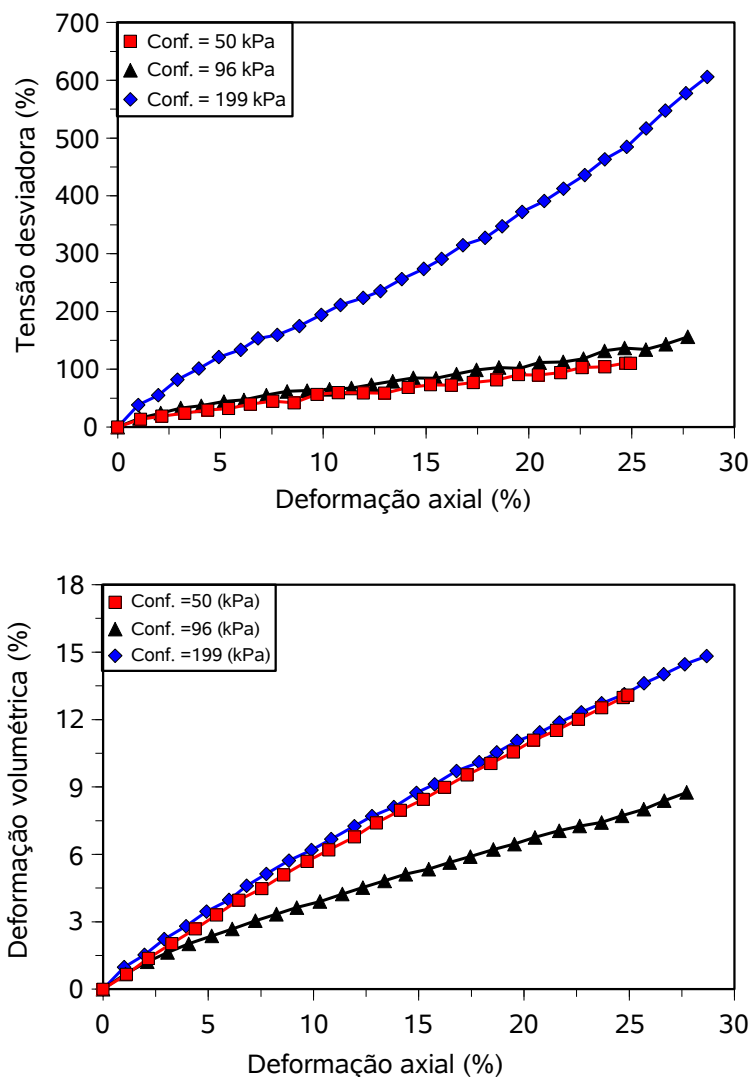 700
600
500
400
300
200
100
0
Tensão desviadora (%)
Conf. = 50 kPa
Conf. = 96 kPa
Conf. = 199 kPa
0 5 10 15 20 25 30
Deformação axial (%)
18
15
12
9
6
3
0
Deformação volumétrica (%)
Conf. =50 (kPa)
Conf. =96 (kPa)
Conf. =199 (kPa)
0 5 10 15 20 25 30
Deformação axial (%)